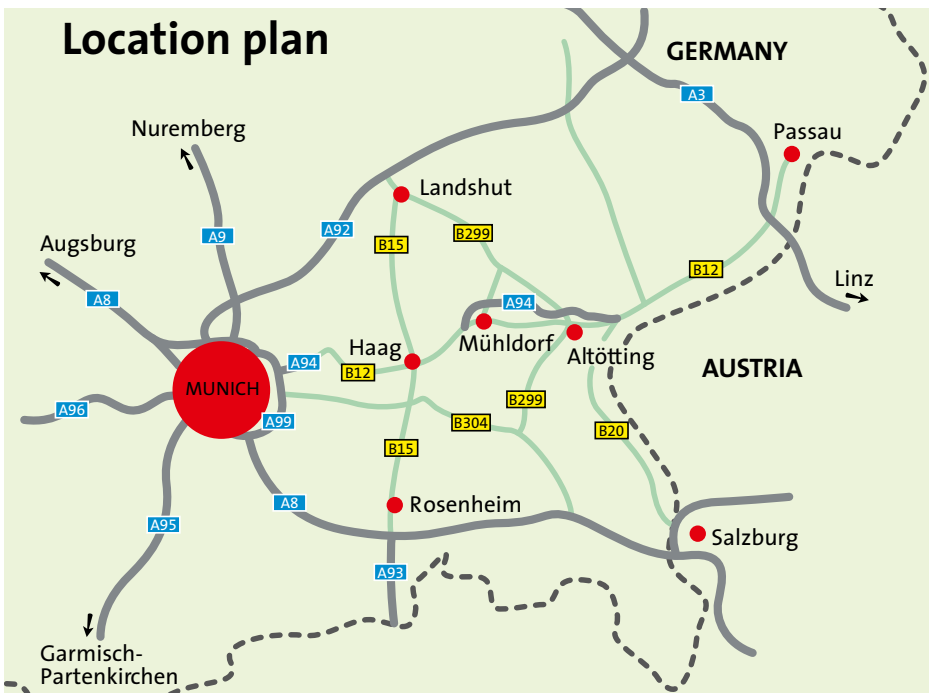 Location plan
GERMANY
A3
Nuremberg
Passau
Landshut
A92
B299
A9
B15
Augsburg
B12
Linz
A8
A94
Mühldorf
Haag
Altötting
A94
B12
AUSTRIA
MUNICH
B299
A96
A99
B304
B20
B15
A8
Rosenheim
A95
Salzburg
A93
Garmisch-
Partenkirchen